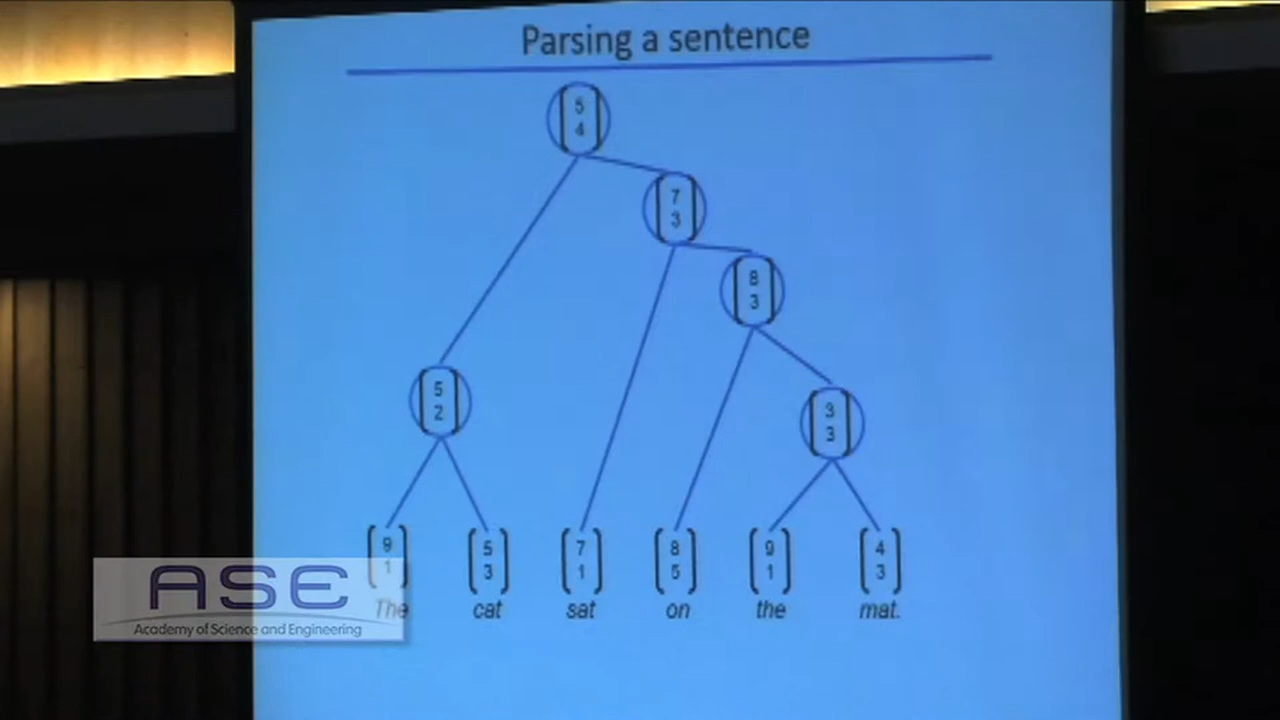 Parsing a sentence
5
4
7
3
8
3
5
2
3
3
9 5 7 8 9 4
1 3 1 5 1 3
The cat sat on the mat.
ASE
Academy of Science and Engineering